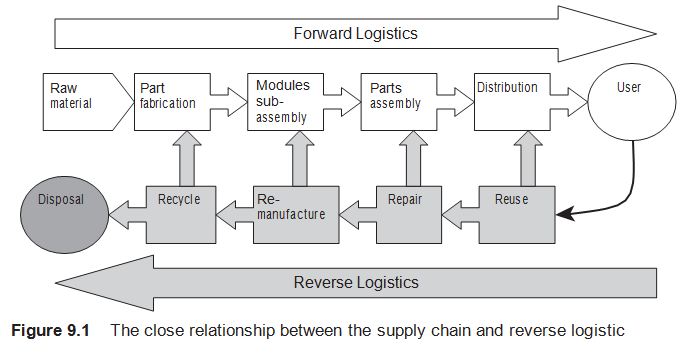 Forward Logistics
Raw
material
Part
fabrication
Modules
sub-
assembly
Parts
assembly
Distribution
User
Disposal
Recycle
Re-
manufacture
Repair
Reuse
Reverse Logistics
Figure 9.1 The close relationship between the supply chain and reverse logistic